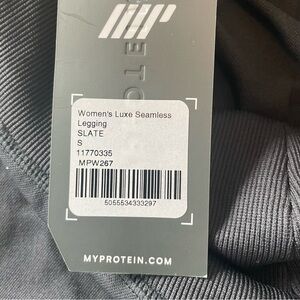 Women's Luxe Seamless
Legging
SLATE
S
11770335
MPW267
5055534333297
MYPROTEIN.COM